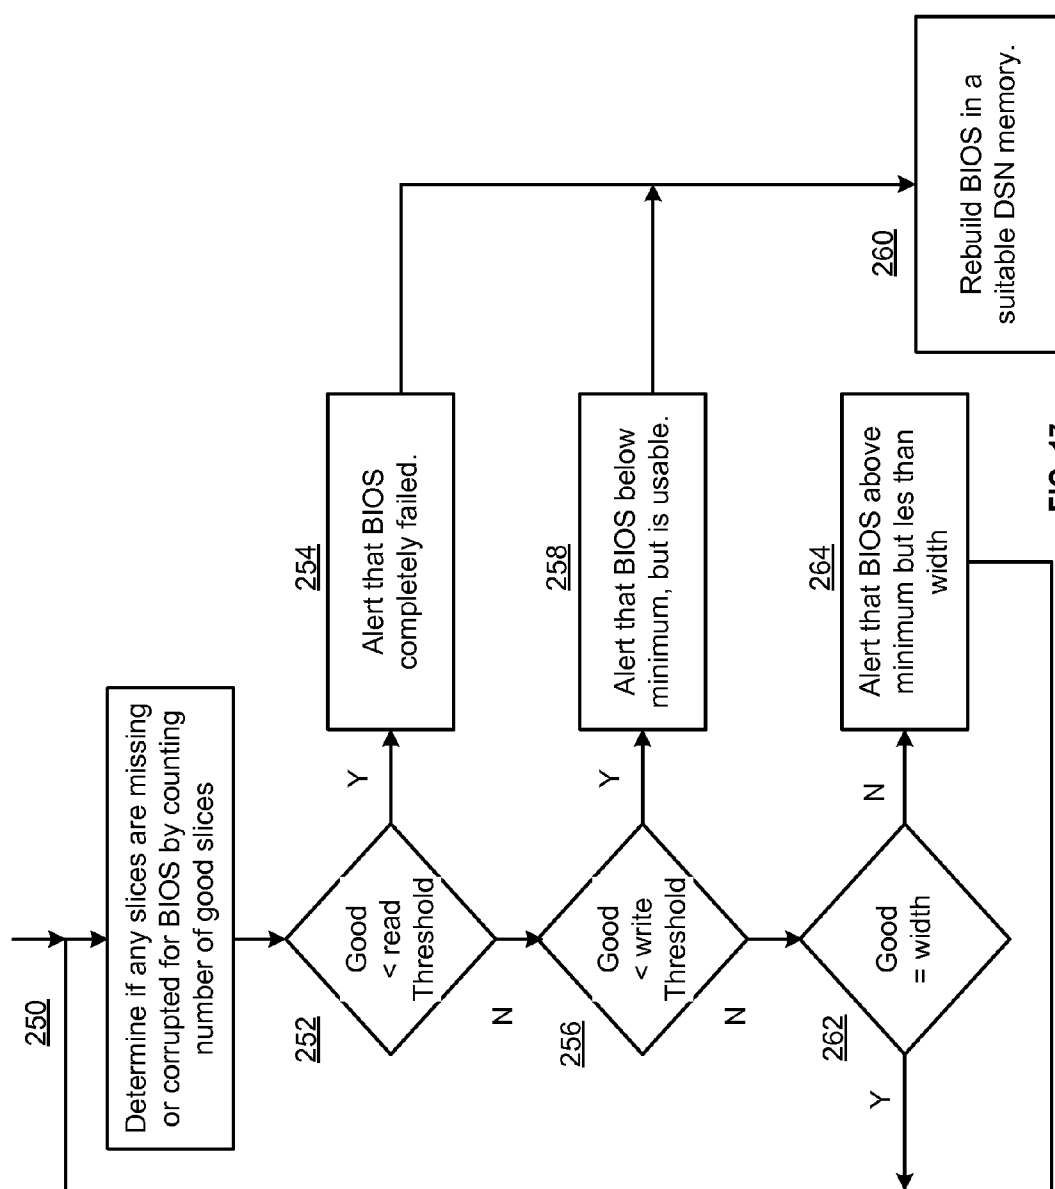 250
Determine if any slices are missing
or corrupted for BIOS by counting
number of good slices
252
Good
< read
Threshold
Y
N
254
Alert that BIOS
completely failed.
256
Good
< write
Threshold
Y
N
258
Alert that BIOS below
minimum, but is usable.
262
Good
= width
Y
N
264
Alert that BIOS above
minimum but les than
width
260
Rebuild BIOS in a
suitable DSN memory.
FIG. 17